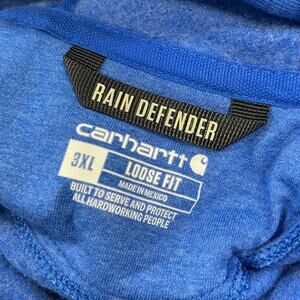 RAIN DEFENDER
carhartt
3XL
LOOSE FIT
MADE IN MEXICO
BUILT TO SERVE AND PROTECT
ALL HARDWORKING PEOPLE